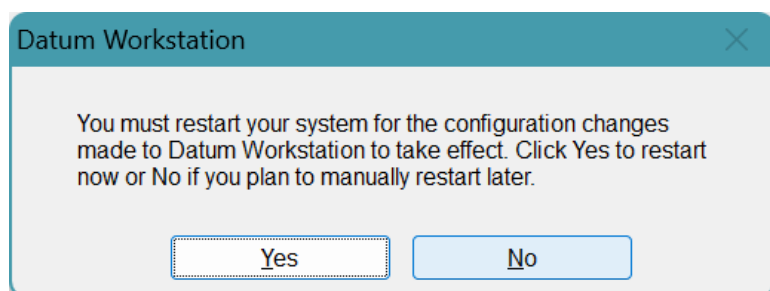 Datum Workstation
You must restart your system for the configuration changes
made to Datum Workstation to take effect. Click Yes to restart
now or No if you plan to manually restart later.
Yes
No